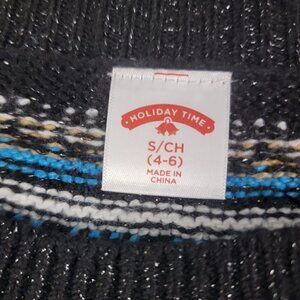 HOLIDAY TIME
S/CH
(4-6)
MADE IN
CHINA